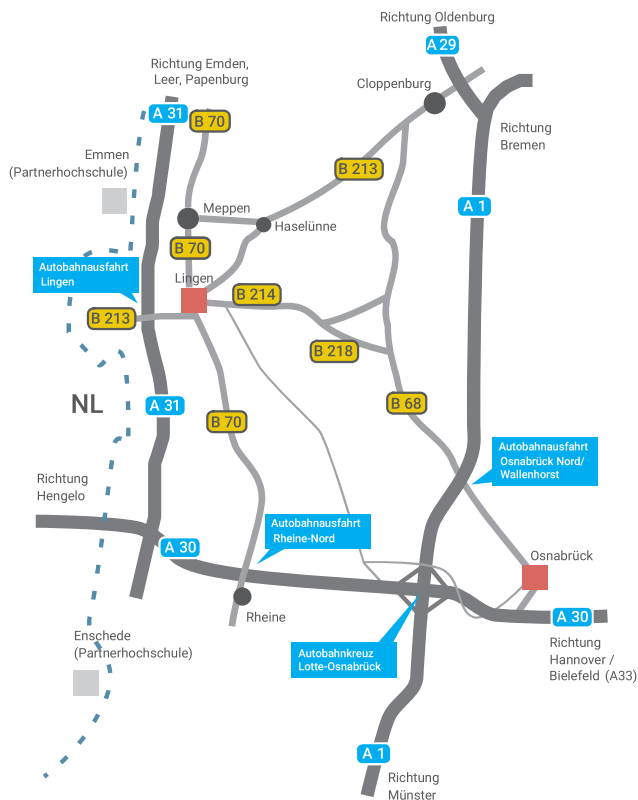 Richtung Oldenburg
A 29
Richtung Emden,
Leer, Papenburg
Cloppenburg
A 31
B 70
Richtung
Bremen
Emmen
(Partnerhochschule)
B 213
A 1
Meppen
Haselünne
B 70
Autobahnausfahrt
Lingen
Lingen
B 214
B 213
B 218
NL
A 31
B 70
B 68
Autobahnausfahrt
Osnabrück Nord/
Wallenhorst
Richtung
Hengelo
Autobahnausfahrt
Rheine-Nord
A 30
Osnabrück
Rheine
A 30
Enschede
(Partnerhochschule)
Autobahnkreuz
Lotte-Osnabrück
Richtung
Hannover /
Bielefeld (A33)
A 1
Richtung
Münster